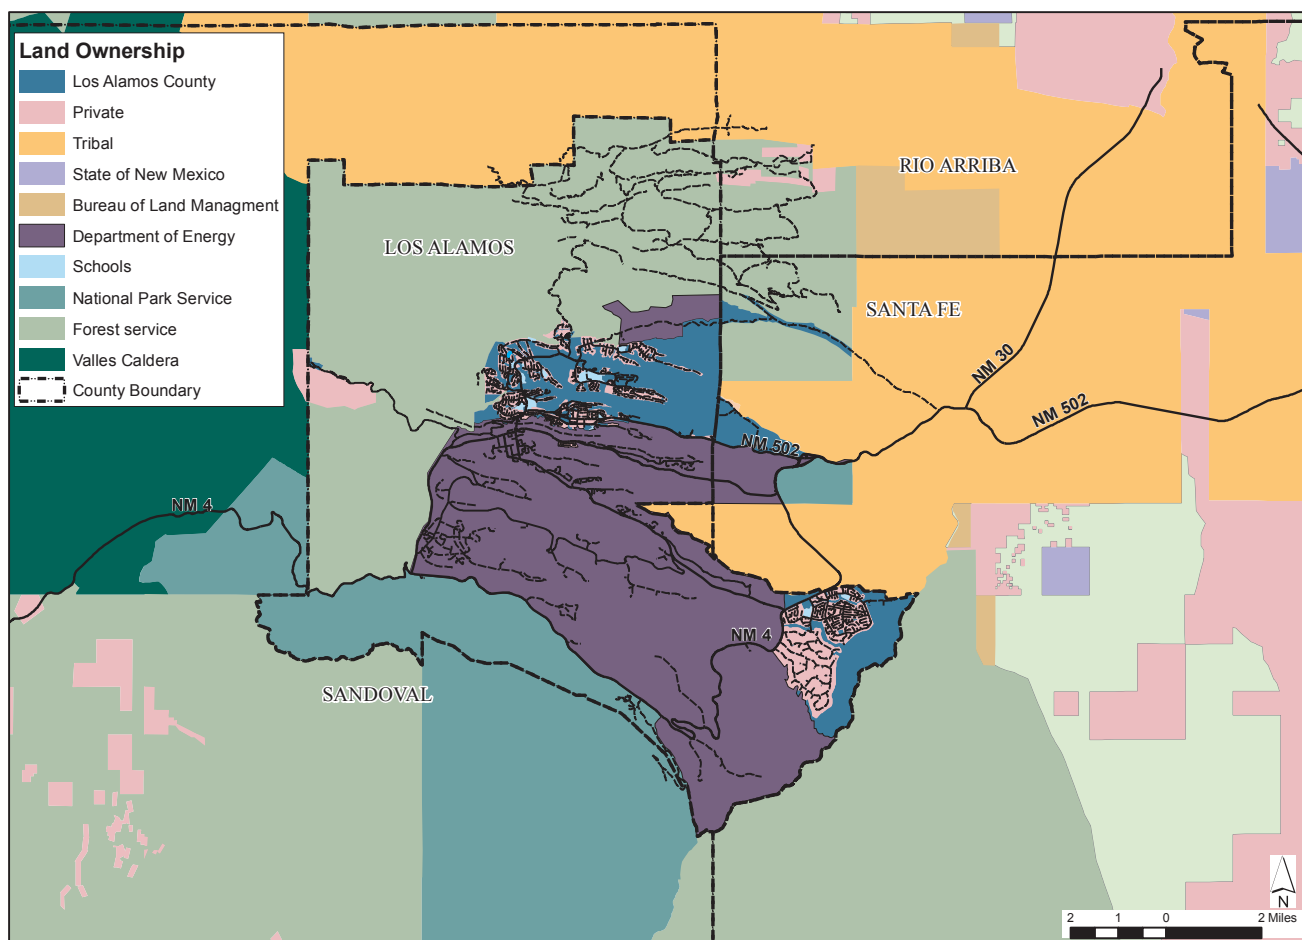 Land Ownership
Los Alamos County
Private
Tribal
State of New Mexico
Bureau of Land Managment
Department of Energy
Schools
National Park Service
Forest service
Valles Caldera
County Boundary
RIO ARRIBA
LOS ALAMOS
SANTA FE
NM 30
NM 502
NM 502
NM 4
NM 4
SANDOVAL
N
2 1 0 2 Miles